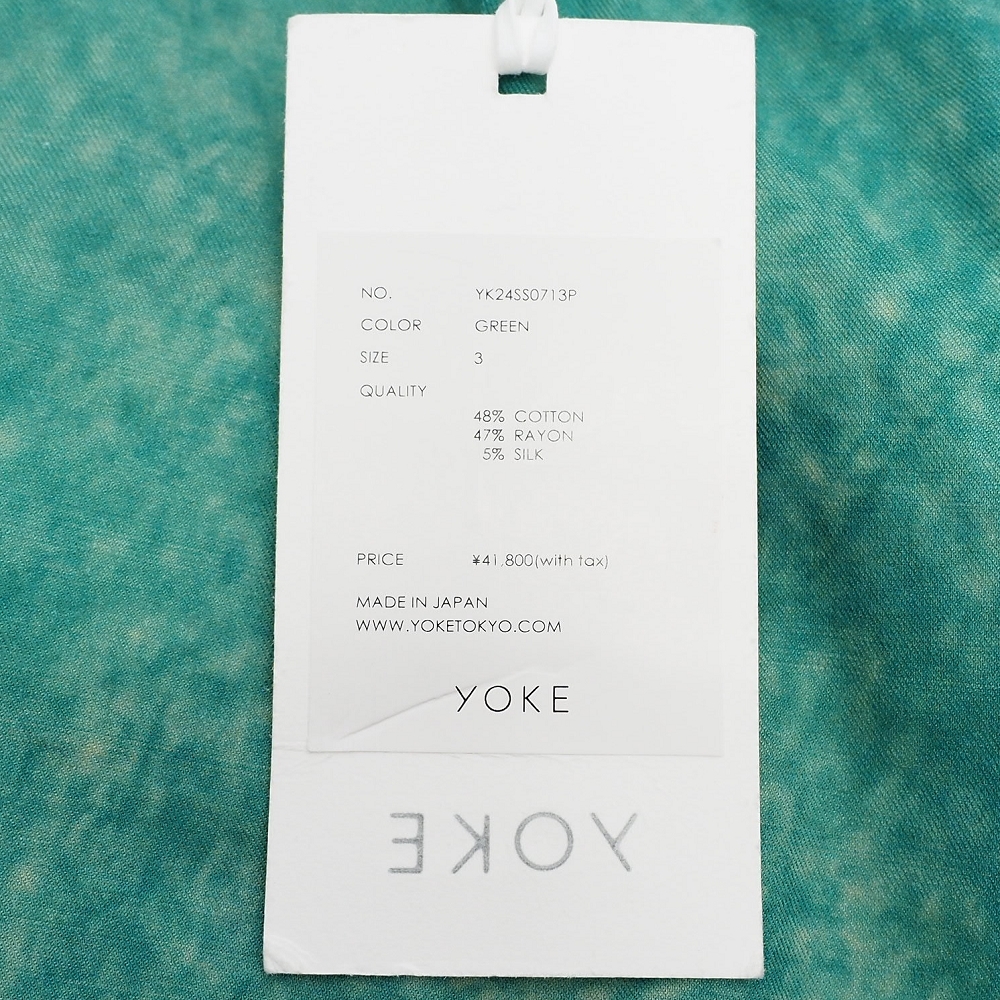 NO. YK24SS0713P
COLOR GREEN
SIZE 3
QUALITY
48% COTTON
47% RAYON
5% SILK
PRICE ¥41,800(with tax)
MADE IN JAPAN
WWW.YOKETOKYO.COM
YOKE
YOKE